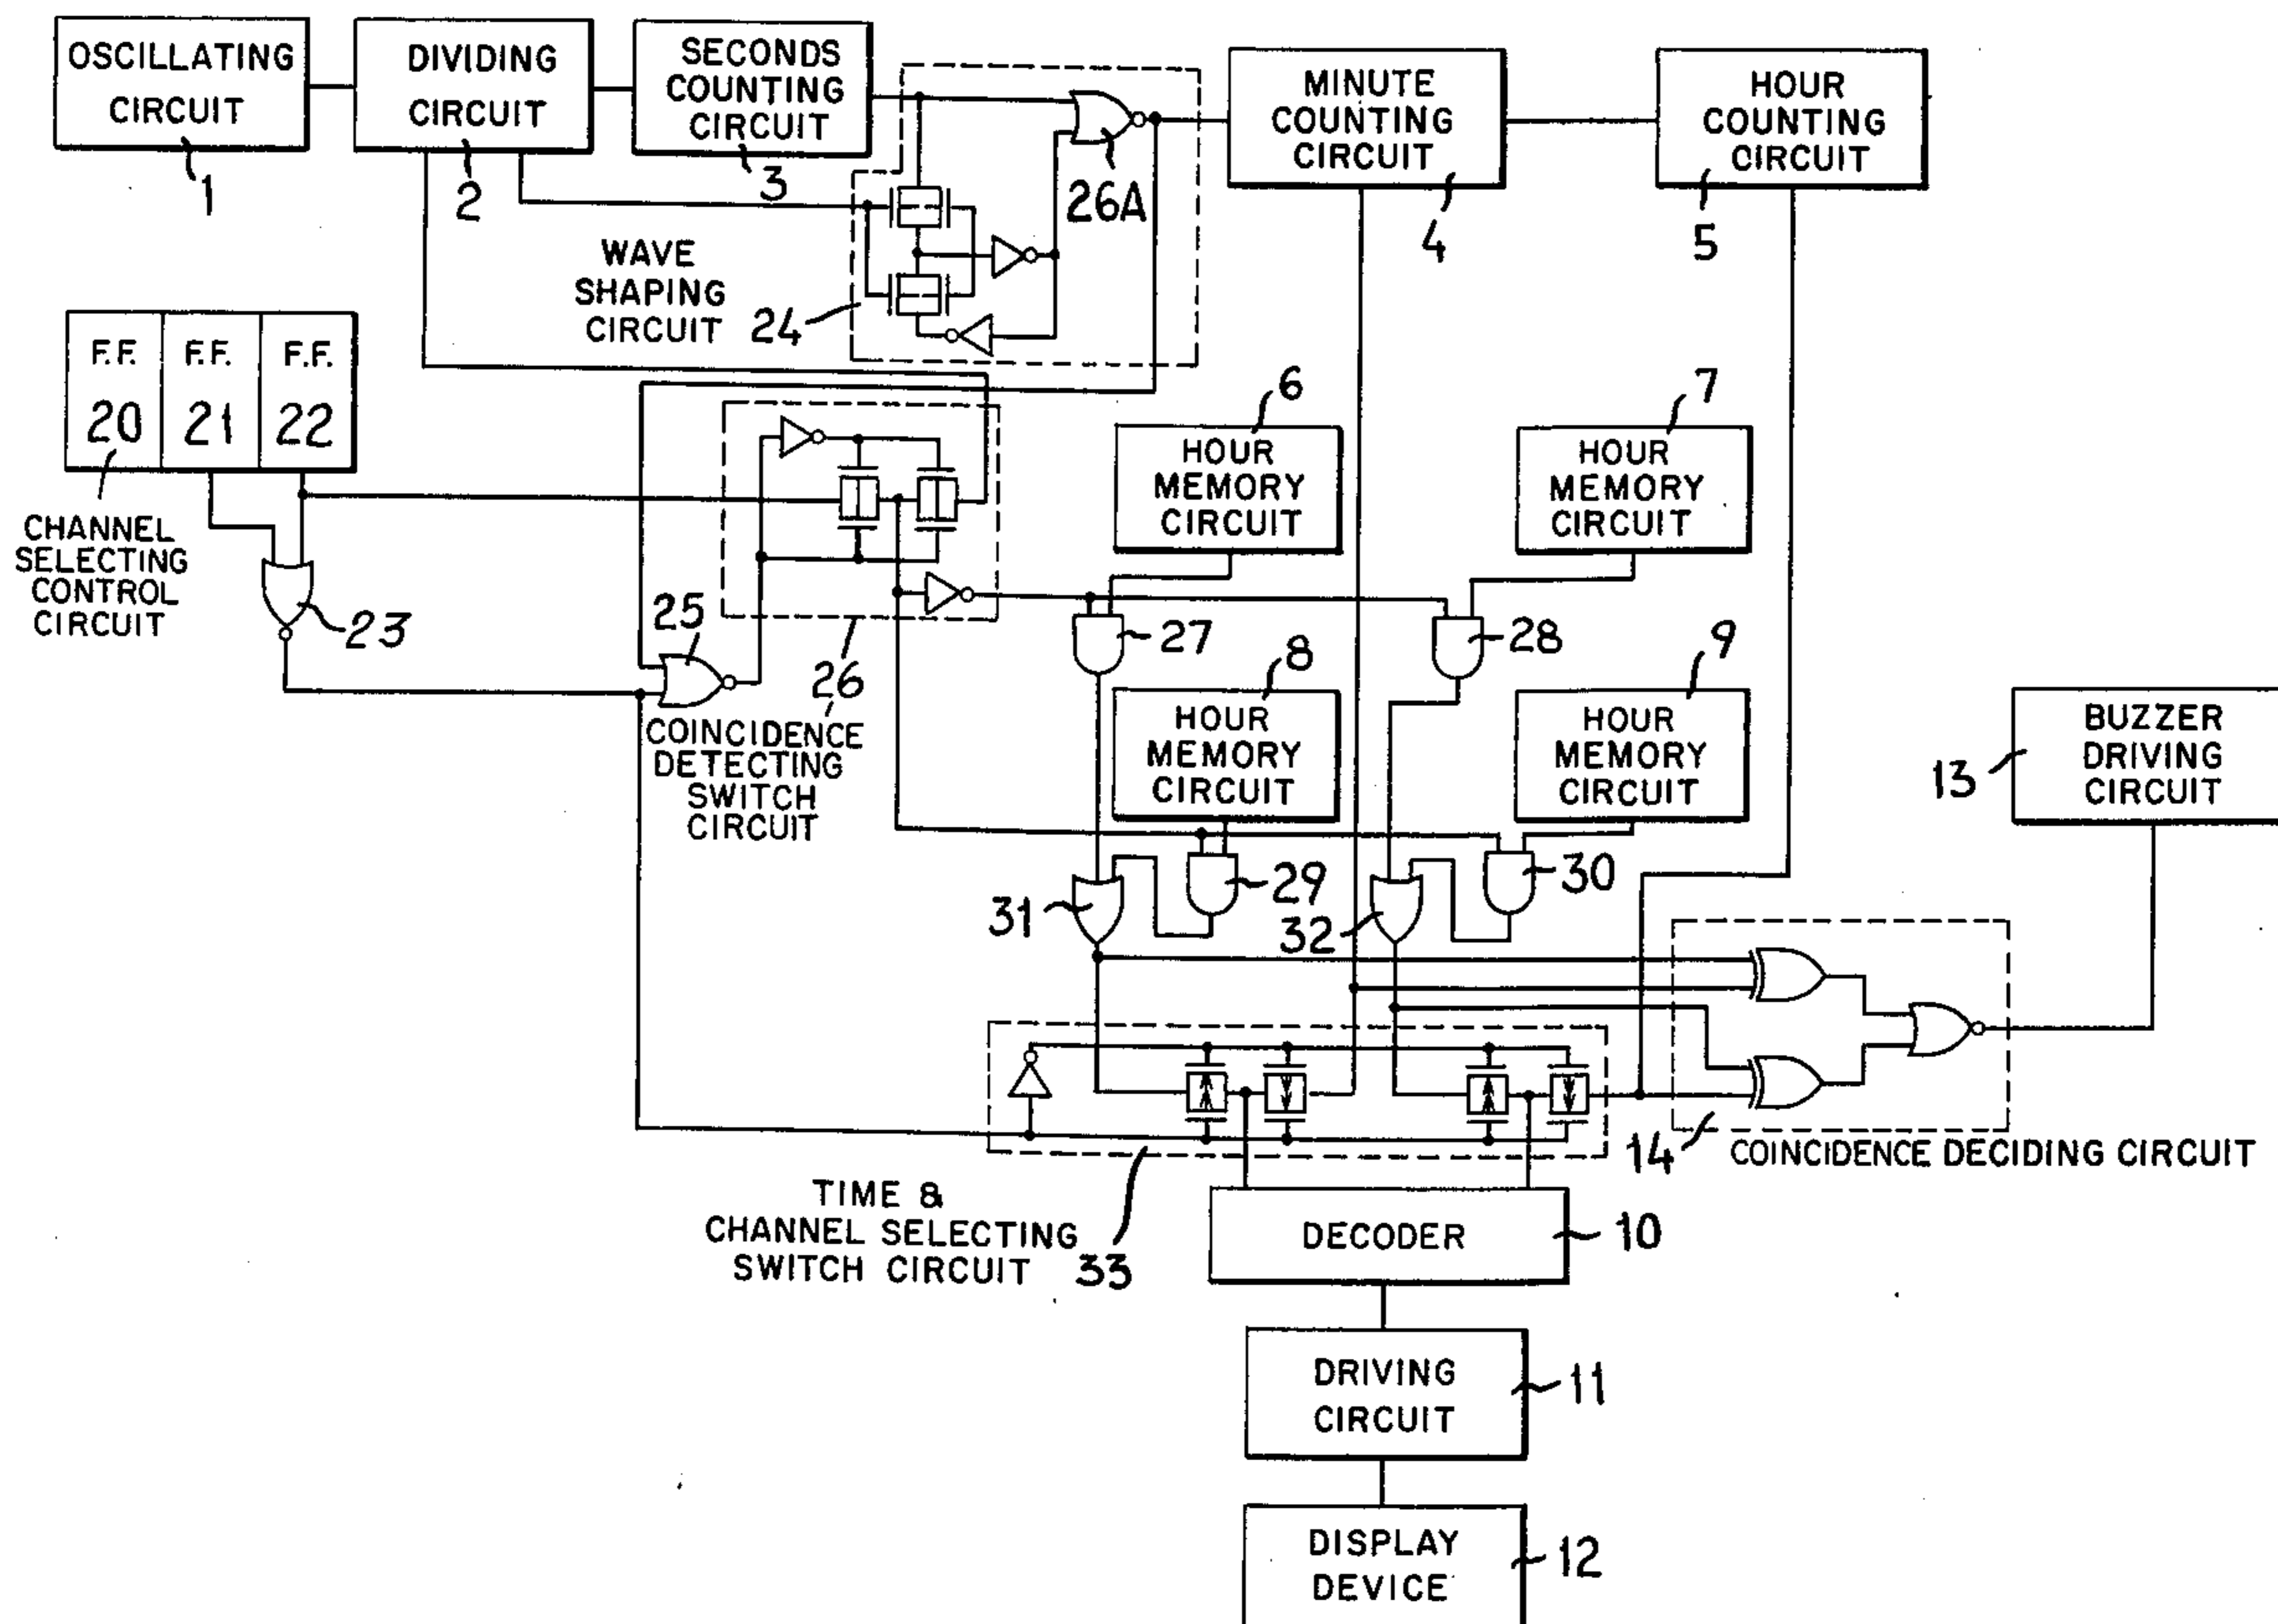 OSCILLATING
CIRCUIT
1
DIVIDING
CIRCUIT
2
SECONDS
COUNTING
CIRCUIT
3
26A
MINUTE
COUNTING
CIRCUIT
4
HOUR
COUNTING
CIRCUIT
5
WAVE
SHAPING
CIRCUIT
24
F.F.
20
F.F.
21
F.F.
22
CHANNEL
SELECTING
CONTROL
CIRCUIT
23
25
26
COINCIDENCE
DETECTING
SWITCH
CIRCUIT
6
HOUR
MEMORY
CIRCUIT
7
HOUR
MEMORY
CIRCUIT
27
28
8
HOUR
MEMORY
CIRCUIT
9
HOUR
MEMORY
CIRCUIT
13
BUZZER
DRIVING
CIRCUIT
29
30
31
32
14
COINCIDENCE DECIDING CIRCUIT
TIME &
CHANNEL SELECTING
SWITCH CIRCUIT
33
DECODER
10
DRIVING
CIRCUIT
11
DISPLAY
DEVICE
12